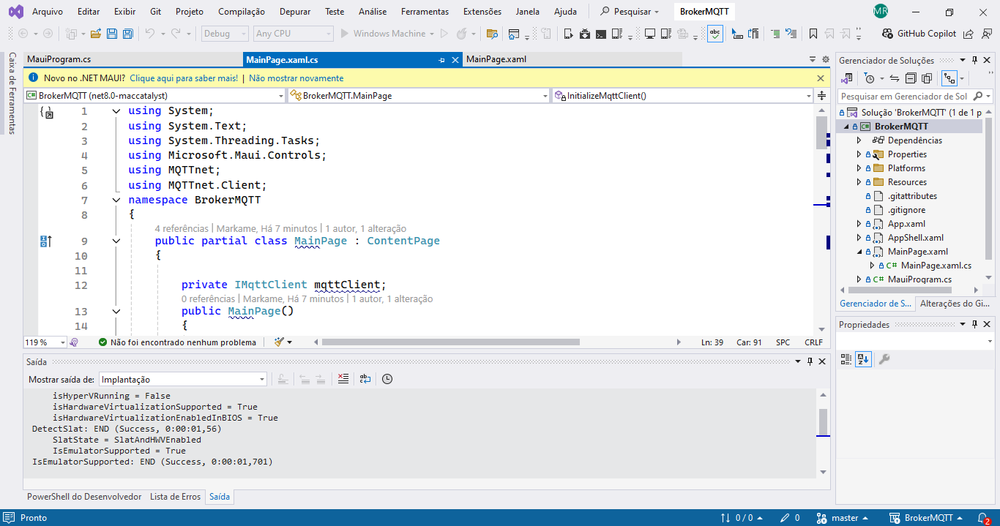 Arquivo Editar Exibir Git Projeto Compilação Depurar Teste Análise Ferramentas Extensões Janela Ajuda Pesquisar BrokerMQTT MR
Debug Any CPU Windows Machine abc GitHub Copilot
Caixa de Ferramentas
MauiProgram.cs MainPage.xaml.cs MainPage.xaml
Novo no .NET MAUI? Clique aqui para saber mais! | Não mostrar novamente
BrokerMQTT (net8.0-maccatalyst) BrokerMQTT.MainPage InitializeMqttClient()
1 using System;
2 using System.Text;
3 using System.Threading.Tasks;
4 using Microsoft.Maui.Controls;
5 using MQTTnet;
6 using MQTTnet.Client;
7 namespace BrokerMQTT
8 {
4 referências | Markame, Há 7 minutos | 1 autor, 1 alteração
9 public partial class MainPage : ContentPage
10 {
11
12 private IMqttClient mqttClient;
0 referências | Markame, Há 7 minutos | 1 autor, 1 alteração
13 public MainPage()
14 {
119 % Não foi encontrado nenhum problema Ln: 39 Car: 91 SPC CRLF
Saída
Mostrar saída de: Implantação
isHyperVRunning = False
isHardwareVirtualizationSupported = True
isHardwareVirtualizationEnabledInBIOS = True
DetectSlat: END (Success, 0:00:01,56)
SlatState = SlatAndHWVEnabled
IsEmulatorSupported = True
IsEmulatorSupported: END (Success, 0:00:01,701)
PowerShell do Desenvolvedor Lista de Erros Saída
Gerenciador de Soluções
Pesquisar em Gerenciador de Sol
Solução 'BrokerMQTT' (1 de 1 p
C# BrokerMQTT
Dependências
Properties
Platforms
Resources
.gitattributes
.gitignore
App.xaml
AppShell.xaml
MainPage.xaml
C# MainPage.xaml.cs
C# MauiProgram.cs
Gerenciador de S... Alterações do Gi...
Propriedades
Pronto 0 / 0 0 master BrokerMQTT 2